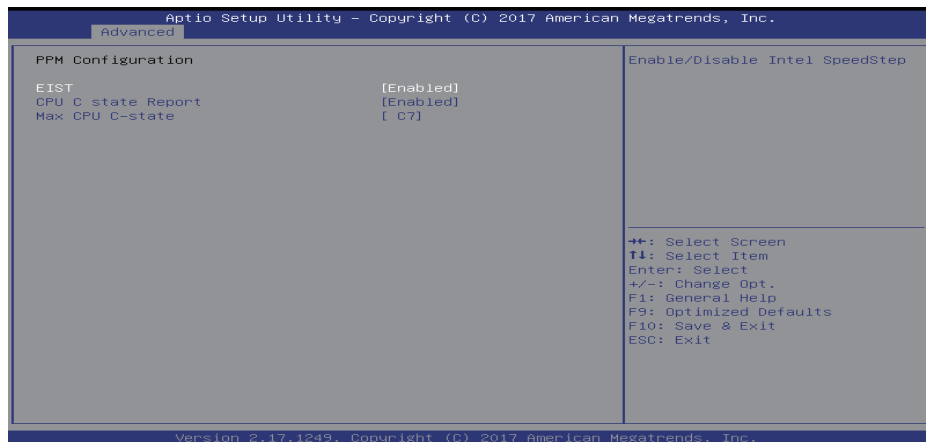 Aptio Setup Utility – Copyright (C) 2017 American Megatrends, Inc.
Advanced
PPM Configuration
EIST [Enabled]
CPU C state Report [Enabled]
Max CPU C-state [ C7]
Enable/Disable Intel SpeedStep
→←: Select Screen
↑↓: Select Item
Enter: Select
+/-: Change Opt.
F1: General Help
F9: Optimized Defaults
F10: Save & Exit
ESC: Exit
Version 2.17.1249. Copyright (C) 2017 American Megatrends, Inc.